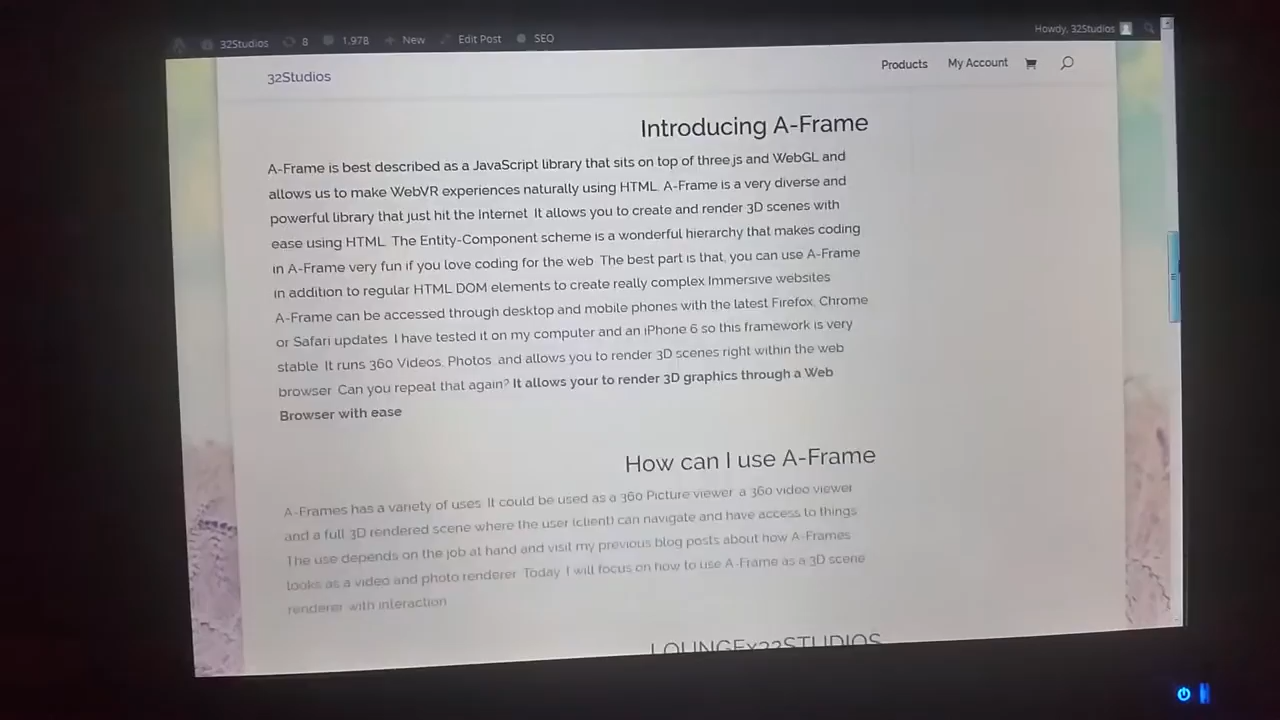 32Studios 8 1,978 New Edit Post SEO Howdy, 32Studios
32Studios Products My Account
Introducing A-Frame
A-Frame is best described as a JavaScript library that sits on top of three.js and WebGL and
allows us to make WebVR experiences naturally using HTML. A-Frame is a very diverse and
powerful library that just hit the Internet. It allows you to create and render 3D scenes with
ease using HTML. The Entity-Component scheme is a wonderful hierarchy that makes coding
in A-Frame very fun if you love coding for the web. The best part is that, you can use A-Frame
in addition to regular HTML DOM elements to create really complex Immersive websites.
A-Frame can be accessed through desktop and mobile phones with the latest Firefox, Chrome
or Safari updates. I have tested it on my computer and an iPhone 6 so this framework is very
stable. It runs 360 Videos, Photos, and allows you to render 3D scenes right within the web
browser. Can you repeat that again? It allows your to render 3D graphics through a Web
Browser with ease.
How can I use A-Frame
A-Frames has a variety of uses. It could be used as a 360 Picture viewer, a 360 video viewer
and a full 3D rendered scene where the user (client) can navigate and have access to things.
The use depends on the job at hand and visit my previous blog posts about how A-Frames
looks as a video and photo renderer. Today, I will focus on how to use A-Frame as a 3D scene
renderer with interaction.
LOUNGEx32STUDIOS